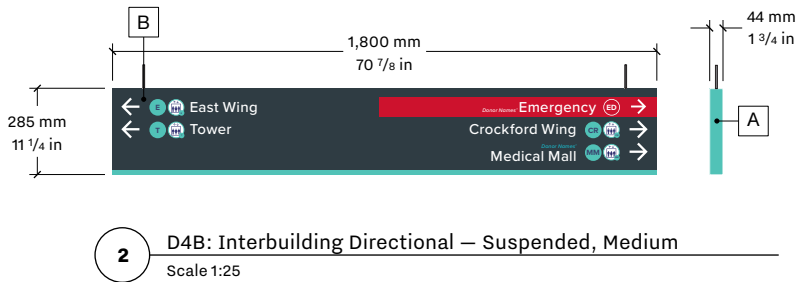 B
1,800 mm
70 7/8 in
44 mm
1 3/4 in
285 mm
11 1/4 in
E East Wing
T Tower
Donor Names' Emergency ED
Crockford Wing CR
Donor Names'
Medical Mall MM
A
2
D4B: Interbuilding Directional — Suspended, Medium
Scale 1:25